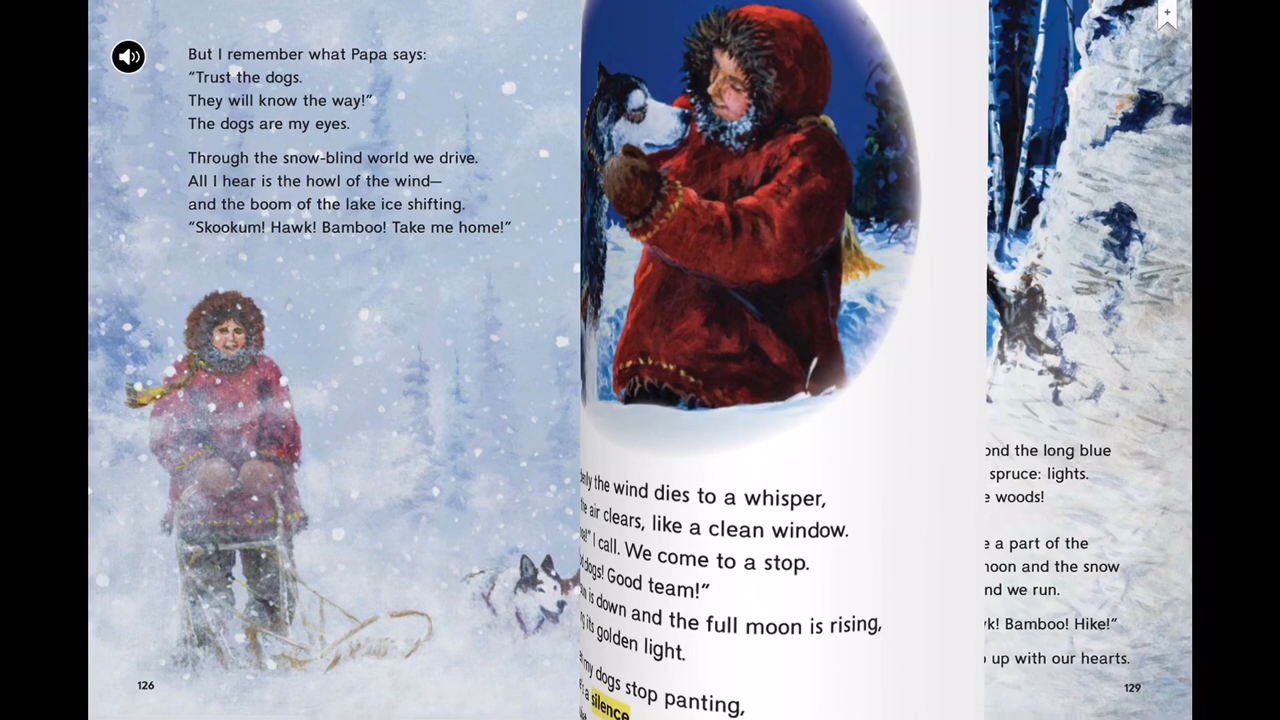 But I remember what Papa says:
“Trust the dogs.
They will know the way!”
The dogs are my eyes.
Through the snow-blind world we drive.
All I hear is the howl of the wind—
and the boom of the lake ice shifting.
“Skookum! Hawk! Bamboo! Take me home!”
126
the wind dies to a whisper,
air clears, like a clean window.
I call. We come to a stop.
dogs! Good team!”
is down and the full moon is rising,
its golden light.
my dogs stop panting,
a silence
the long blue
spruce: lights.
woods!
a part of the
and the snow
we run.
Bamboo! Hike!”
up with our hearts.
129